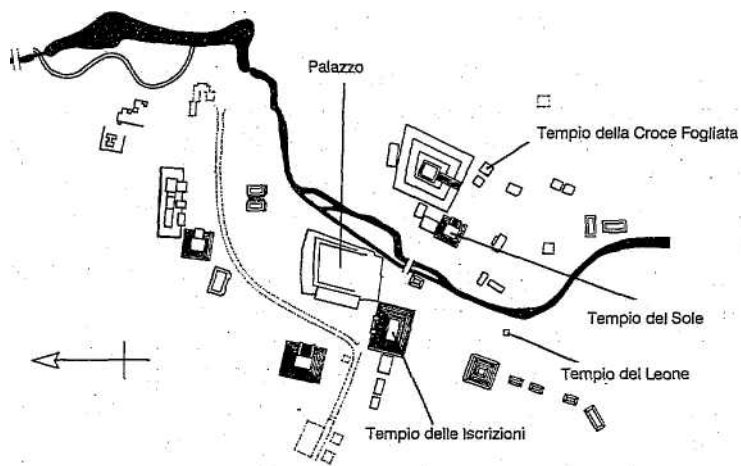 Palazzo
Tempio della Croce Fogliata
Tempio del Sole
Tempio del Leone
Tempio delle Iscrizioni